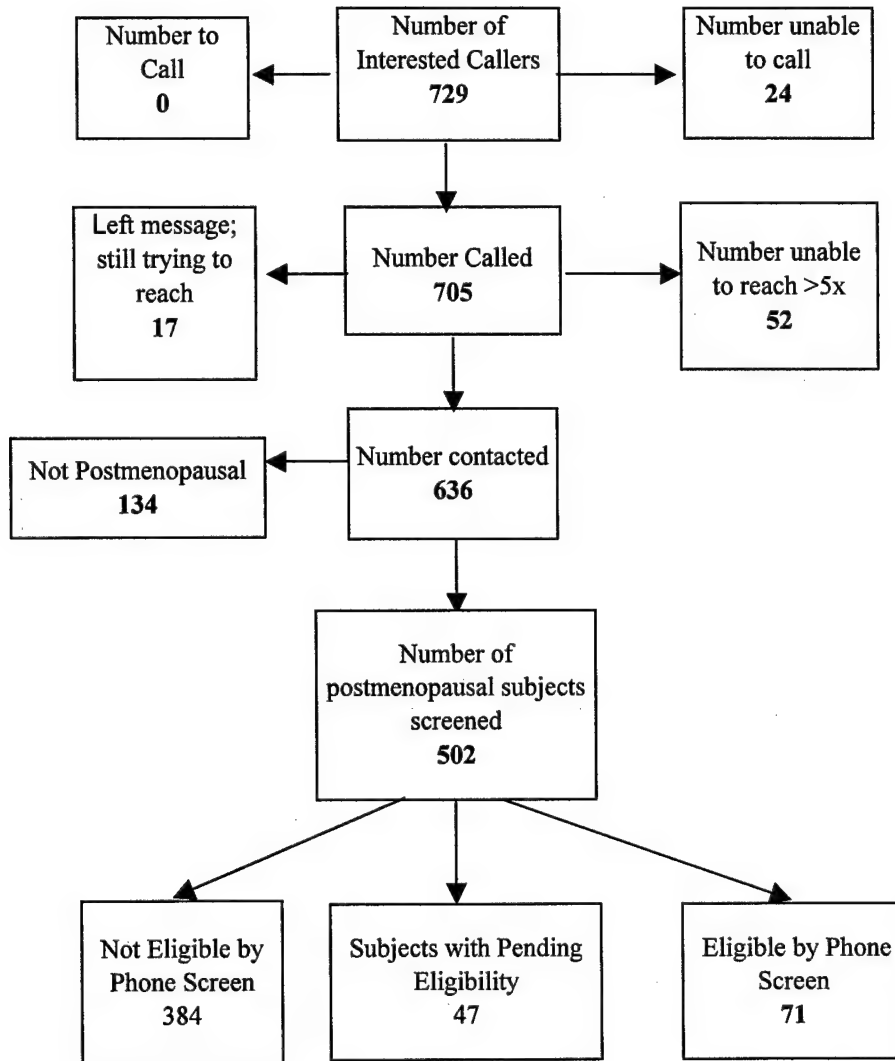 Number to
Call
0
Number of
Interested Callers
729
Number unable
to call
24
Left message;
still trying to
reach
17
Number Called
705
Number unable
to reach >5x
52
Not Postmenopausal
134
Number contacted
636
Number of
postmenopausal subjects
screened
502
Not Eligible by
Phone Screen
384
Subjects with Pending
Eligibility
47
Eligible by Phone
Screen
71